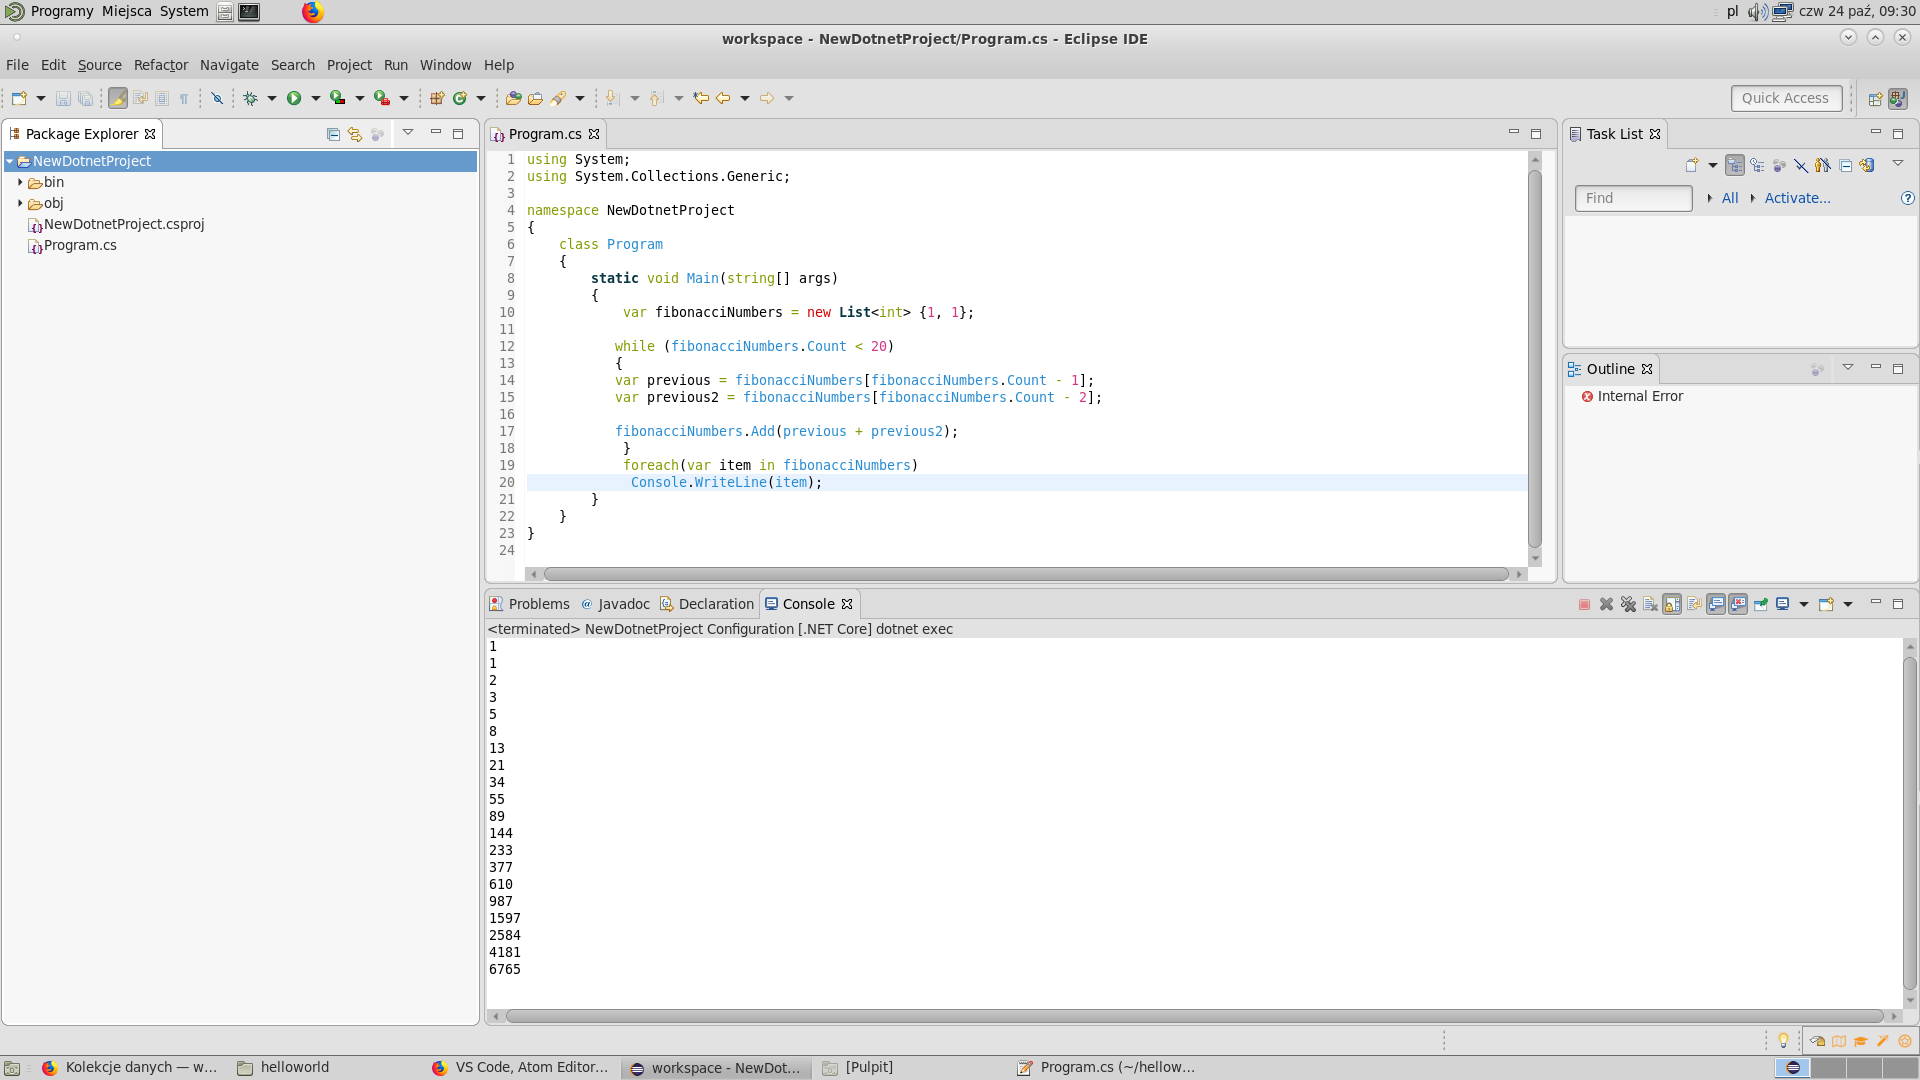 Programy Miejsca System
pl czw 24 paź, 09:30
workspace - NewDotnetProject/Program.cs - Eclipse IDE
File Edit Source Refactor Navigate Search Project Run Window Help
Quick Access
Package Explorer
NewDotnetProject
bin
obj
NewDotnetProject.csproj
Program.cs
Program.cs
1 using System;
2 using System.Collections.Generic;
3
4 namespace NewDotnetProject
5 {
6     class Program
7     {
8         static void Main(string[] args)
9         {
10             var fibonacciNumbers = new List<int> {1, 1};
11
12            while (fibonacciNumbers.Count < 20)
13            {
14            var previous = fibonacciNumbers[fibonacciNumbers.Count - 1];
15            var previous2 = fibonacciNumbers[fibonacciNumbers.Count - 2];
16
17            fibonacciNumbers.Add(previous + previous2);
18             }
19             foreach(var item in fibonacciNumbers)
20              Console.WriteLine(item);
21         }
22     }
23 }
24
Task List
Find All Activate...
Outline
Internal Error
Problems Javadoc Declaration Console
<terminated> NewDotnetProject Configuration [.NET Core] dotnet exec
1
1
2
3
5
8
13
21
34
55
89
144
233
377
610
987
1597
2584
4181
6765
Kolekcje danych — w... helloworld VS Code, Atom Editor... workspace - NewDot... [Pulpit] Program.cs (~/hellow...